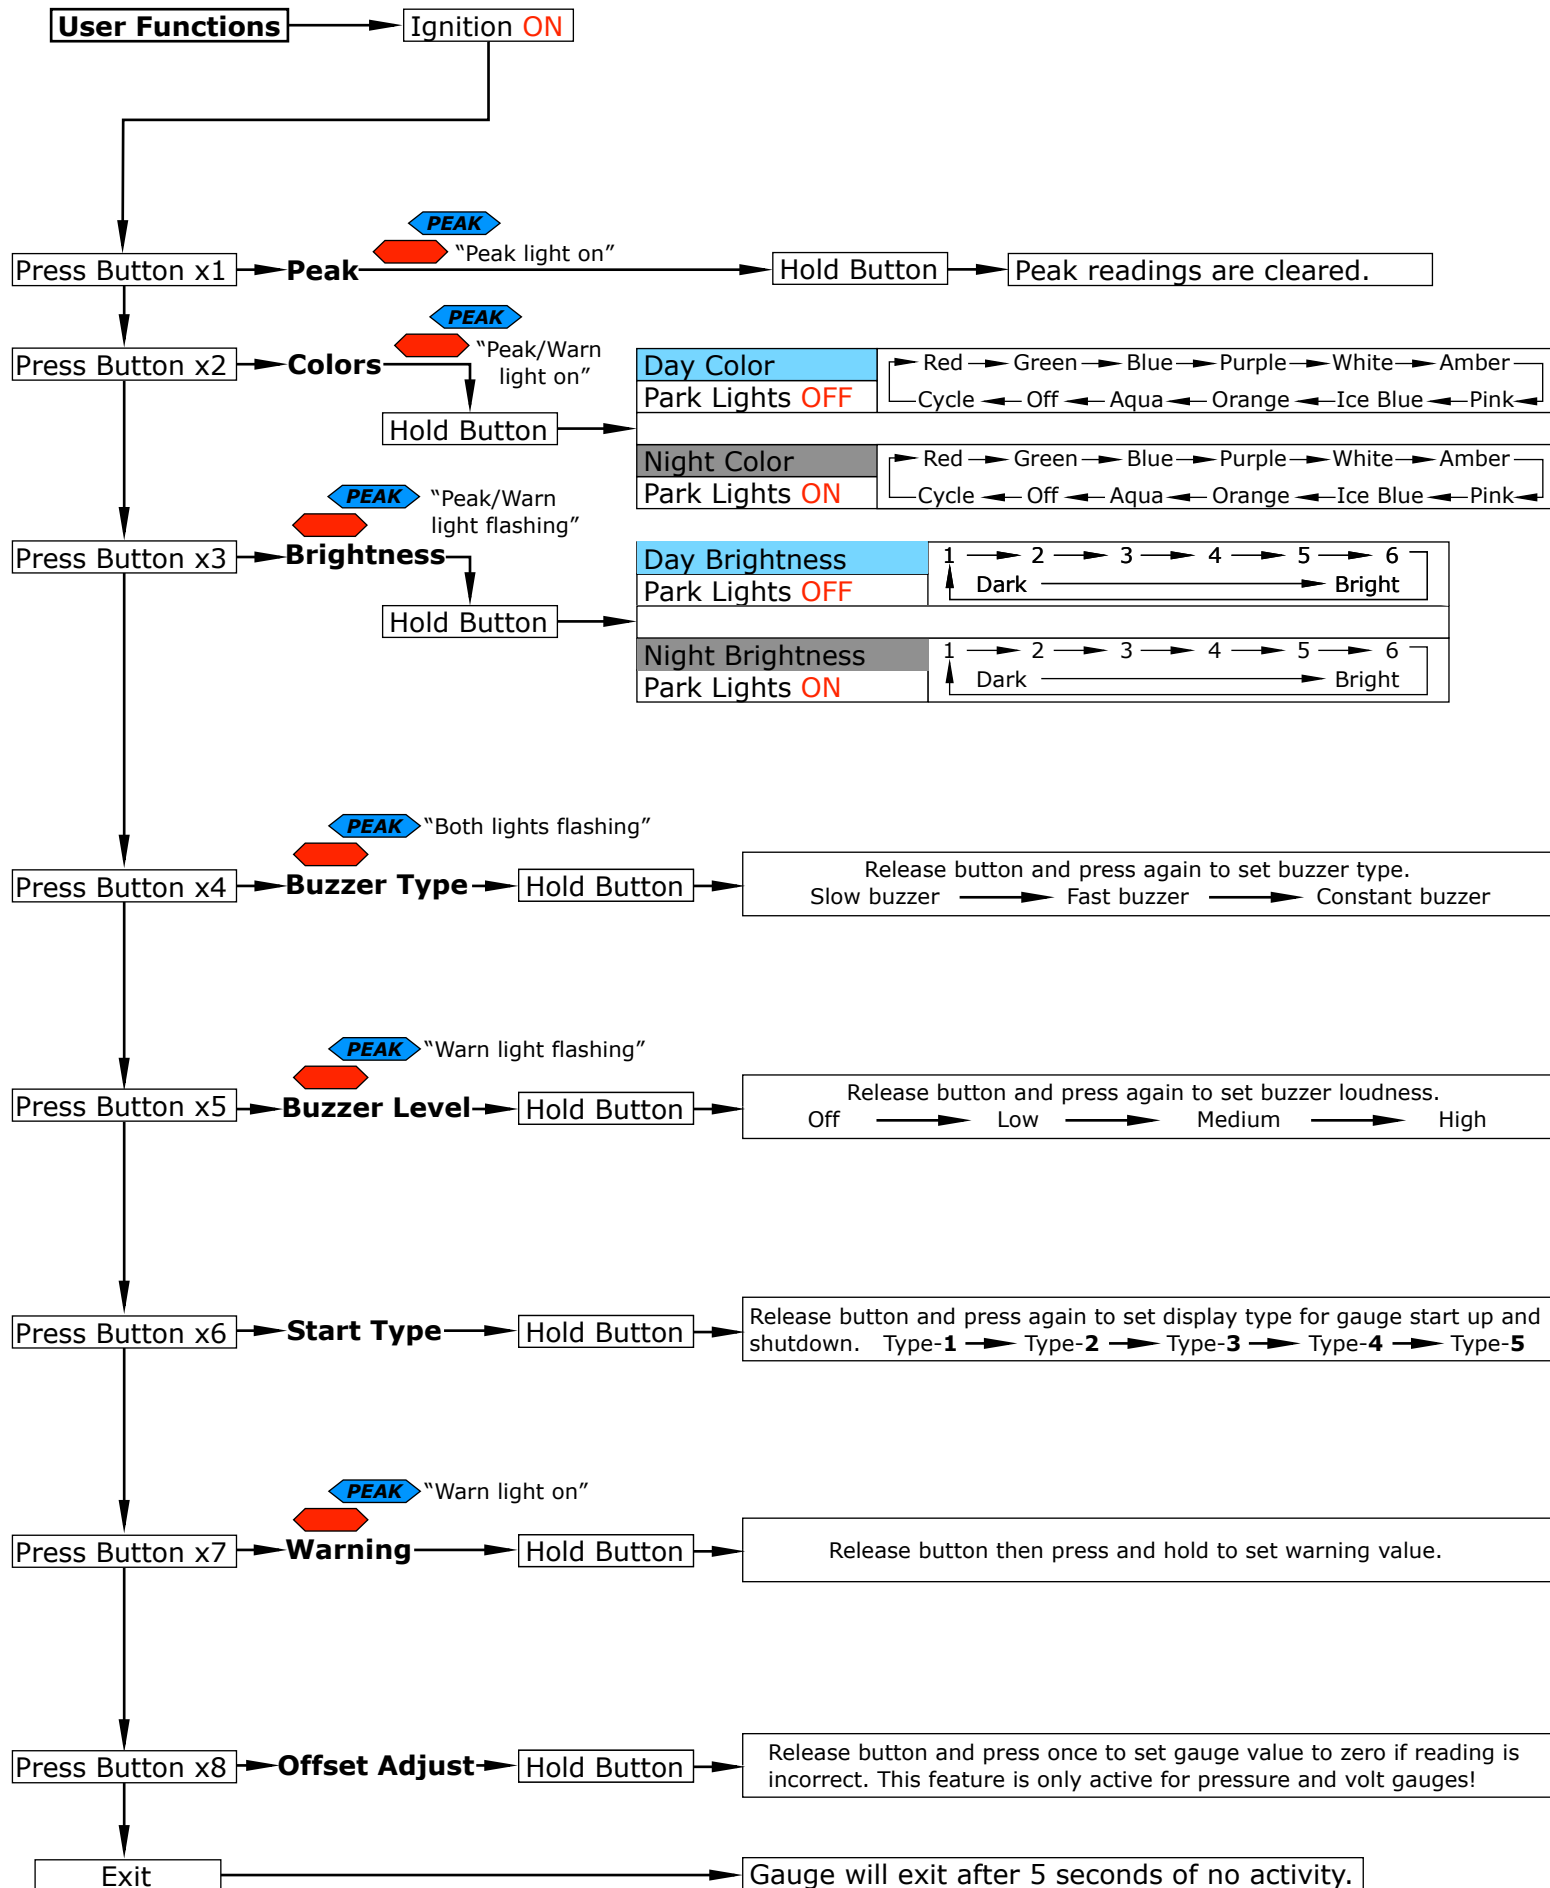 User Functions
Ignition ON
PEAK
"Peak light on"
Press Button x1
Peak
Hold Button
Peak readings are cleared.
PEAK
"Peak/Warn
light on"
Press Button x2
Colors
Hold Button
Day Color
Park Lights OFF
Red Green Blue Purple White Amber
Cycle Off Aqua Orange Ice Blue Pink
Night Color
Park Lights ON
Red Green Blue Purple White Amber
Cycle Off Aqua Orange Ice Blue Pink
PEAK
"Peak/Warn
light flashing"
Press Button x3
Brightness
Hold Button
Day Brightness
Park Lights OFF
1 2 3 4 5 6
Dark Bright
Night Brightness
Park Lights ON
1 2 3 4 5 6
Dark Bright
PEAK
"Both lights flashing"
Press Button x4
Buzzer Type
Hold Button
Release button and press again to set buzzer type.
Slow buzzer Fast buzzer Constant buzzer
PEAK
"Warn light flashing"
Press Button x5
Buzzer Level
Hold Button
Release button and press again to set buzzer loudness.
Off Low Medium High
Press Button x6
Start Type
Hold Button
Release button and press again to set display type for gauge start up and
shutdown. Type-1 Type-2 Type-3 Type-4 Type-5
PEAK
"Warn light on"
Press Button x7
Warning
Hold Button
Release button then press and hold to set warning value.
Press Button x8
Offset Adjust
Hold Button
Release button and press once to set gauge value to zero if reading is
incorrect. This feature is only active for pressure and volt gauges!
Exit
Gauge will exit after 5 seconds of no activity.